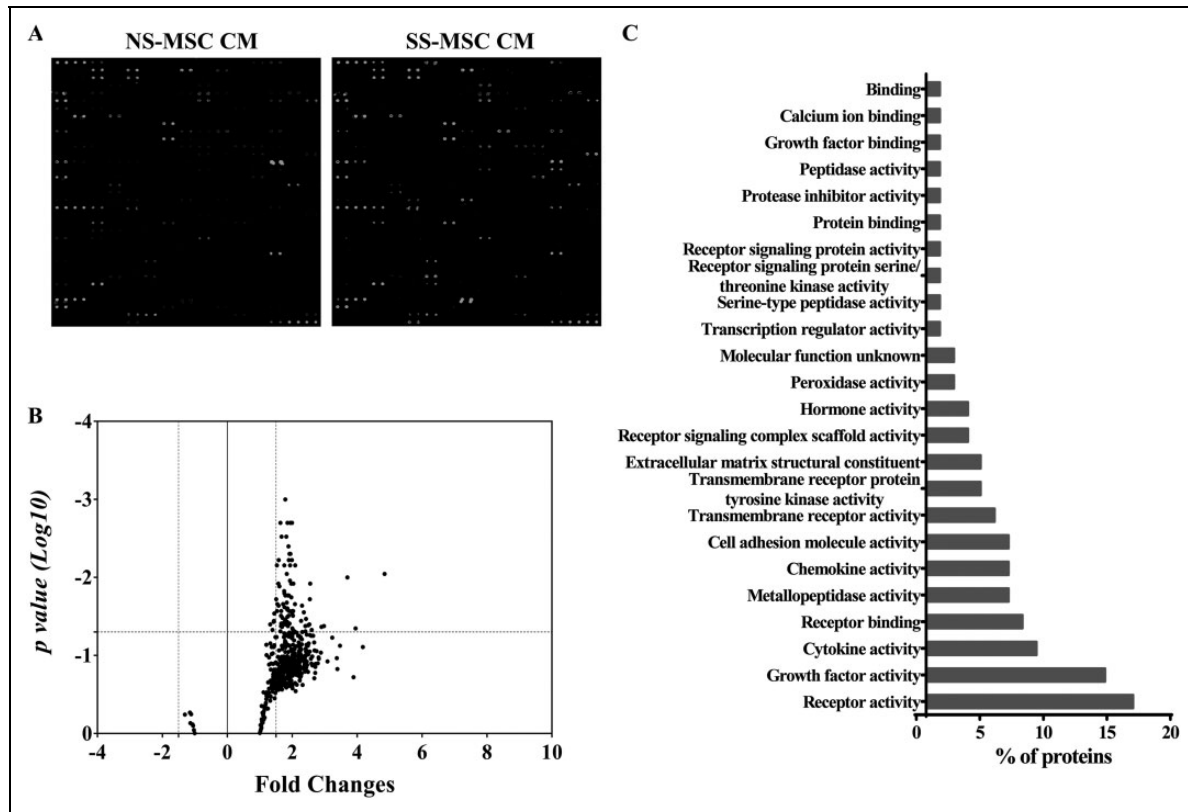 A
NS-MSC CM
SS-MSC CM
B
-4
-3
-2
-1
0
p value (Log10)
-4 -2 0 2 4 6 8 10
Fold Changes
C
Binding
Calcium ion binding
Growth factor binding
Peptidase activity
Protease inhibitor activity
Protein binding
Receptor signaling protein activity
Receptor signaling protein serine/
threonine kinase activity
Serine-type peptidase activity
Transcription regulator activity
Molecular function unknown
Peroxidase activity
Hormone activity
Receptor signaling complex scaffold activity
Extracellular matrix structural constituent
Transmembrane receptor protein
tyrosine kinase activity
Transmembrane receptor activity
Cell adhesion molecule activity
Chemokine activity
Metallopeptidase activity
Receptor binding
Cytokine activity
Growth factor activity
Receptor activity
0 5 10 15 20
% of proteins